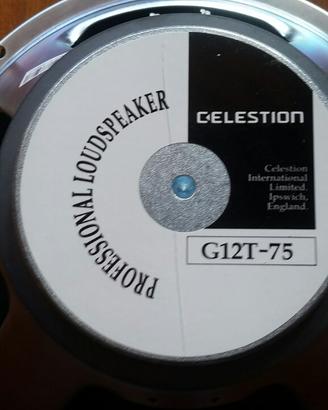 PROFESSIONAL LOUDSPEAKER
CELESTION
Celestion
International
Limited.
Ipswich,
England.
G12T-75